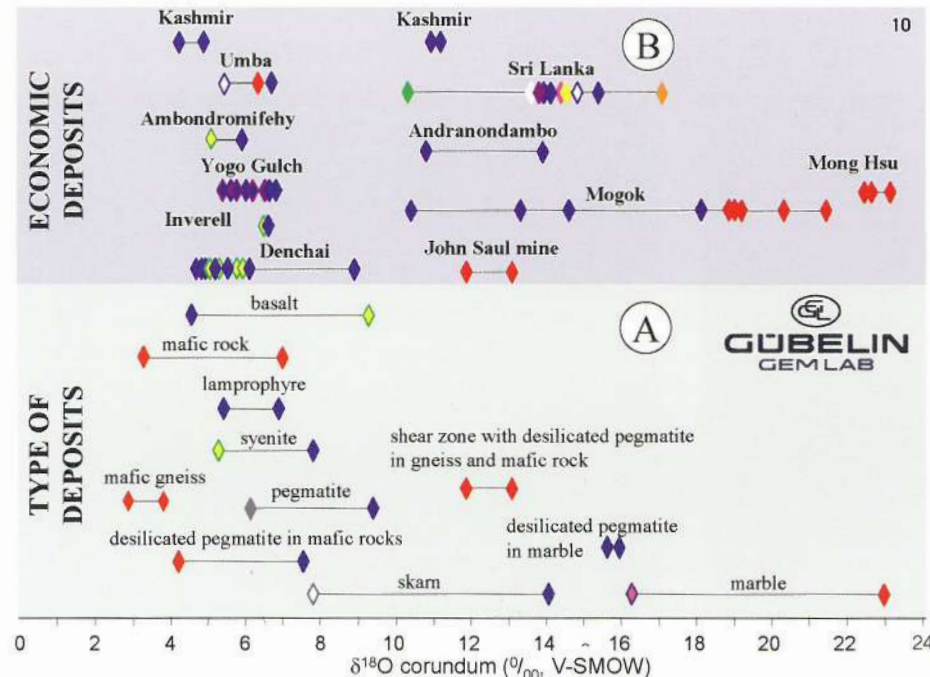 10
ECONOMIC
DEPOSITS
B
Kashmir
Kashmir
Umba
Sri Lanka
Ambondromifehy
Andranondambo
Yogo Gulch
Mong Hsu
Mogok
Inverell
Denchai
John Saul mine
TYPE OF
DEPOSITS
A
GEL
GÜBELIN
GEM LAB
basalt
mafic rock
lamprophyre
syenite
shear zone with desilicated pegmatite
in gneiss and mafic rock
mafic gneiss
pegmatite
desilicated pegmatite
in marble
desilicated pegmatite in mafic rocks
skarn
marble
0 2 4 6 8 10 12 14 16 18 20 22 24
δ¹⁸O corundum (⁰/₀₀, V-SMOW)